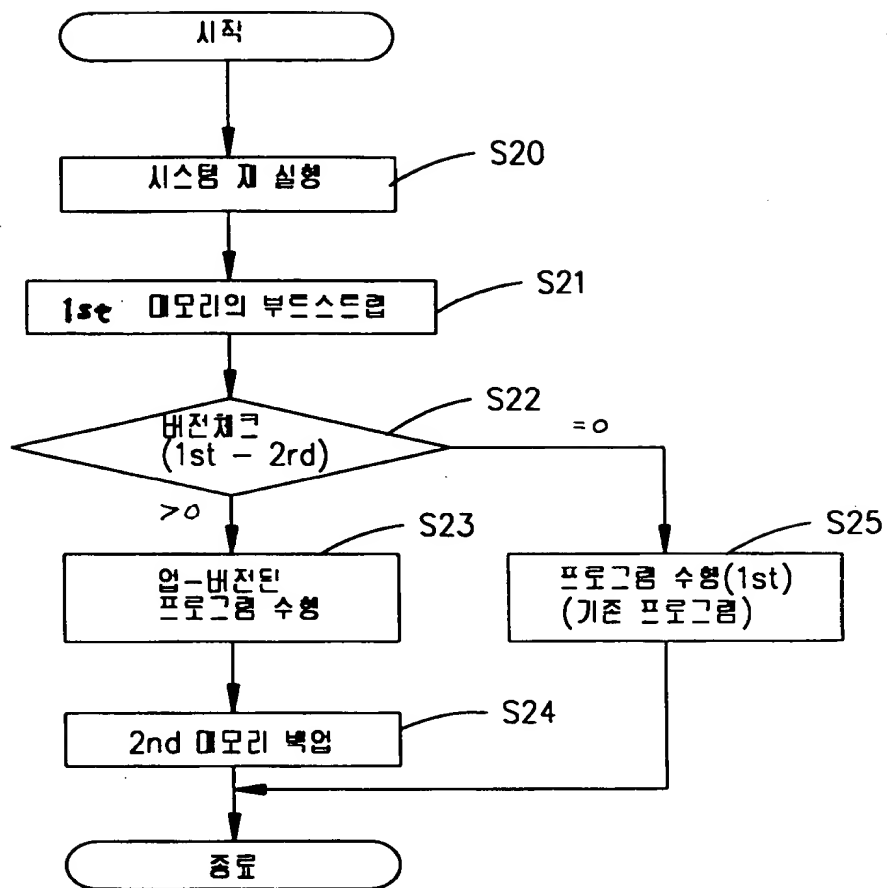 시작
시스템 재 실행
S20
1st 메모리의 부트스트랩
S21
버전체크
(1st - 2rd)
S22
=0
>0
업-버전된
프로그램 수행
S23
프로그램 수행(1st)
(기존 프로그램)
S25
2nd 메모리 백업
S24
종료